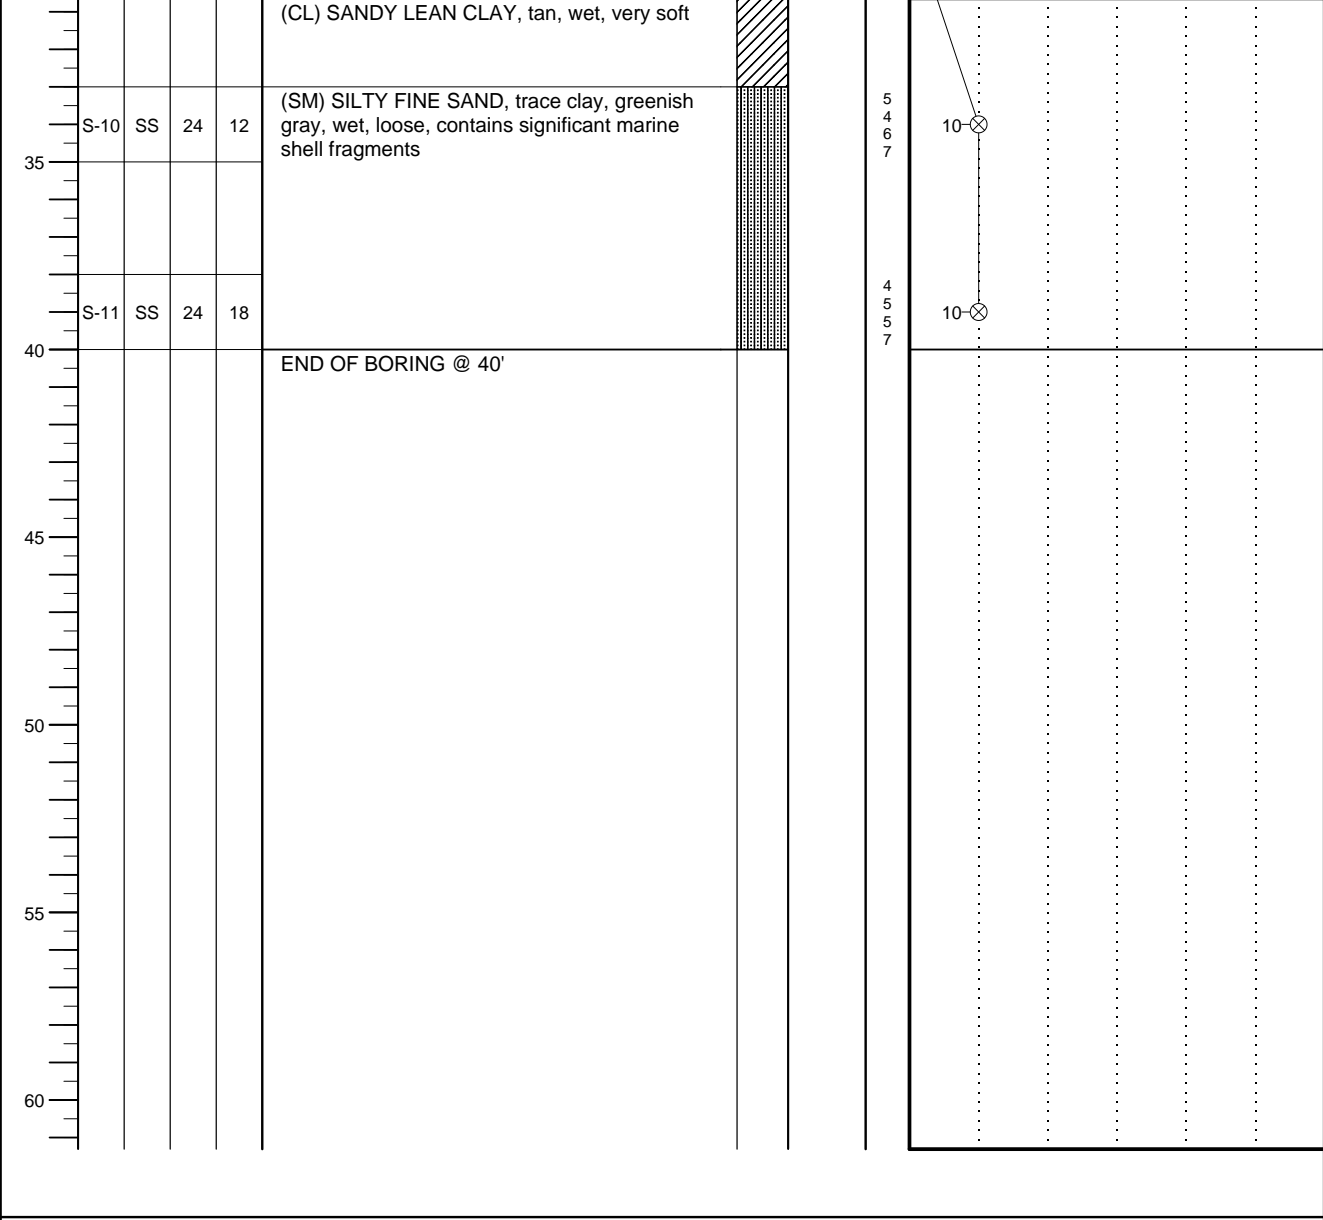 (CL) SANDY LEAN CLAY, tan, wet, very soft
(SM) SILTY FINE SAND, trace clay, greenish
gray, wet, loose, contains significant marine
shell fragments
S-10 SS 24 12
5
4
6
7
10
35
S-11 SS 24 18
4
5
5
7
10
40
END OF BORING @ 40'
45
50
55
60